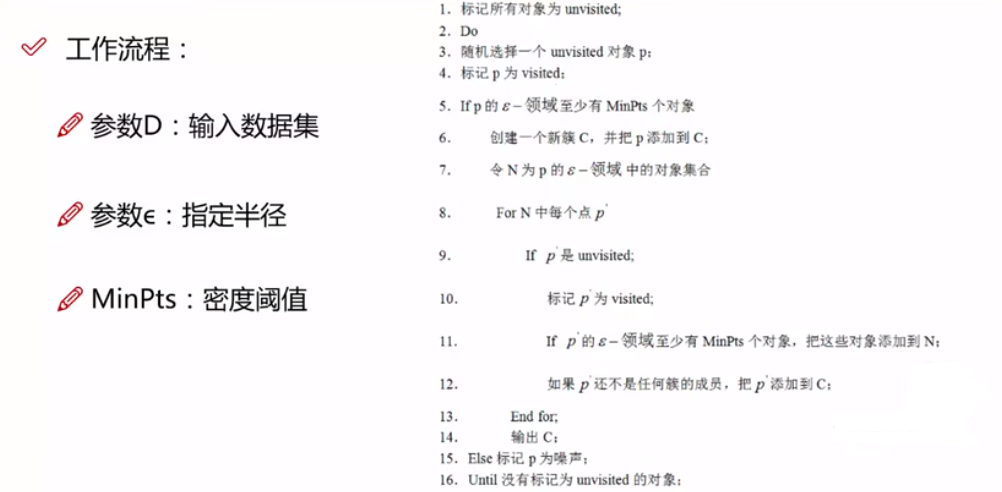 工作流程：
参数D：输入数据集
参数ϵ：指定半径
MinPts：密度阈值
1. 标记所有对象为 unvisited;
2. Do
3. 随机选择一个 unvisited 对象 p;
4. 标记 p 为 visited;
5. If p 的 ε－领域至少有 MinPts 个对象
6. 创建一个新簇 C，并把 p 添加到 C;
7. 令 N 为 p 的 ε－领域 中的对象集合
8. For N 中每个点 p'
9. If p' 是 unvisited;
10. 标记 p' 为 visited;
11. If p' 的 ε－领域至少有 MinPts 个对象，把这些对象添加到 N;
12. 如果 p' 还不是任何簇的成员，把 p' 添加到 C;
13. End for;
14. 输出 C;
15. Else 标记 p 为噪声;
16. Until 没有标记为 unvisited 的对象;